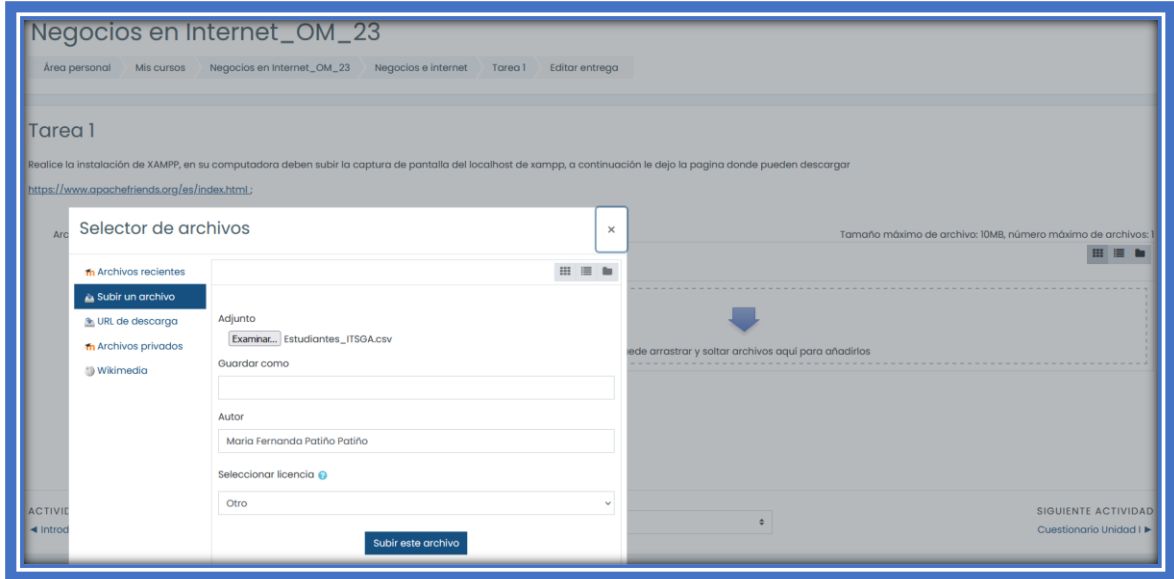 Negocios en Internet_OM_23
Área personal Mis cursos Negocios en Internet_OM_23 Negocios e internet Tarea 1 Editar entrega
Tarea 1
Realice la instalación de XAMPP, en su computadora deben subir la captura de pantalla del localhost de xampp, a continuación le dejo la pagina donde pueden descargar
https://www.apachefriends.org/es/index.html ;
Selector de archivos
×
Arc
Tamaño máximo de archivo: 10MB, número máximo de archivos: 1
Archivos recientes
Subir un archivo
URL de descarga
Archivos privados
Wikimedia
Adjunto
Examinar... Estudiantes_ITSGA.csv
Guardar como
Autor
Maria Fernanda Patiño Patiño
Seleccionar licencia ?
Otro
Subir este archivo
ede arrastrar y soltar archivos aquí para añadirlos
ACTIVID
◄ Introd
SIGUIENTE ACTIVIDAD
Cuestionario Unidad I ►